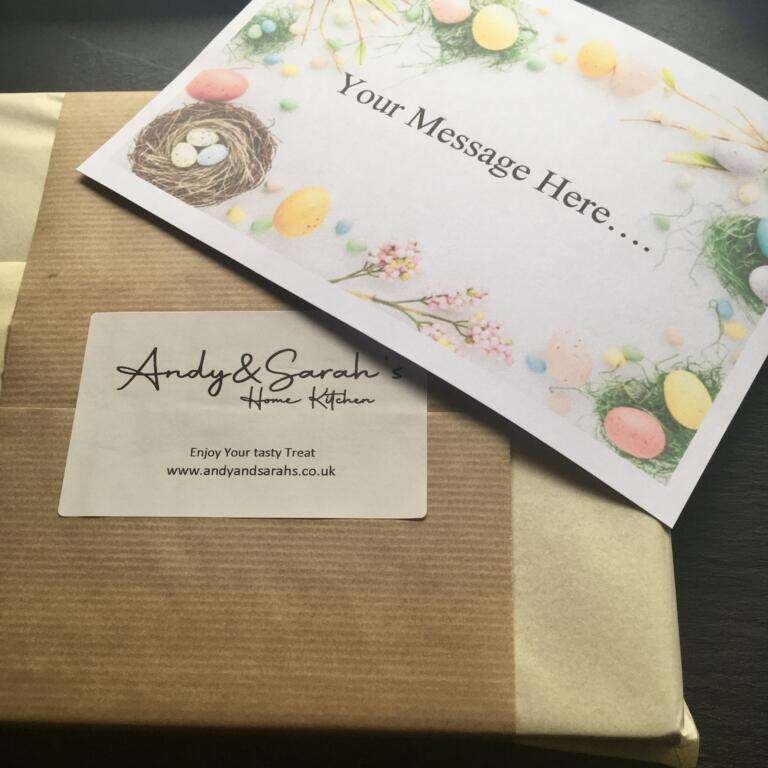 Your Message Here....
Andy & Sarah's
Home Kitchen
Enjoy Your tasty Treat
www.andyandsarahs.co.uk